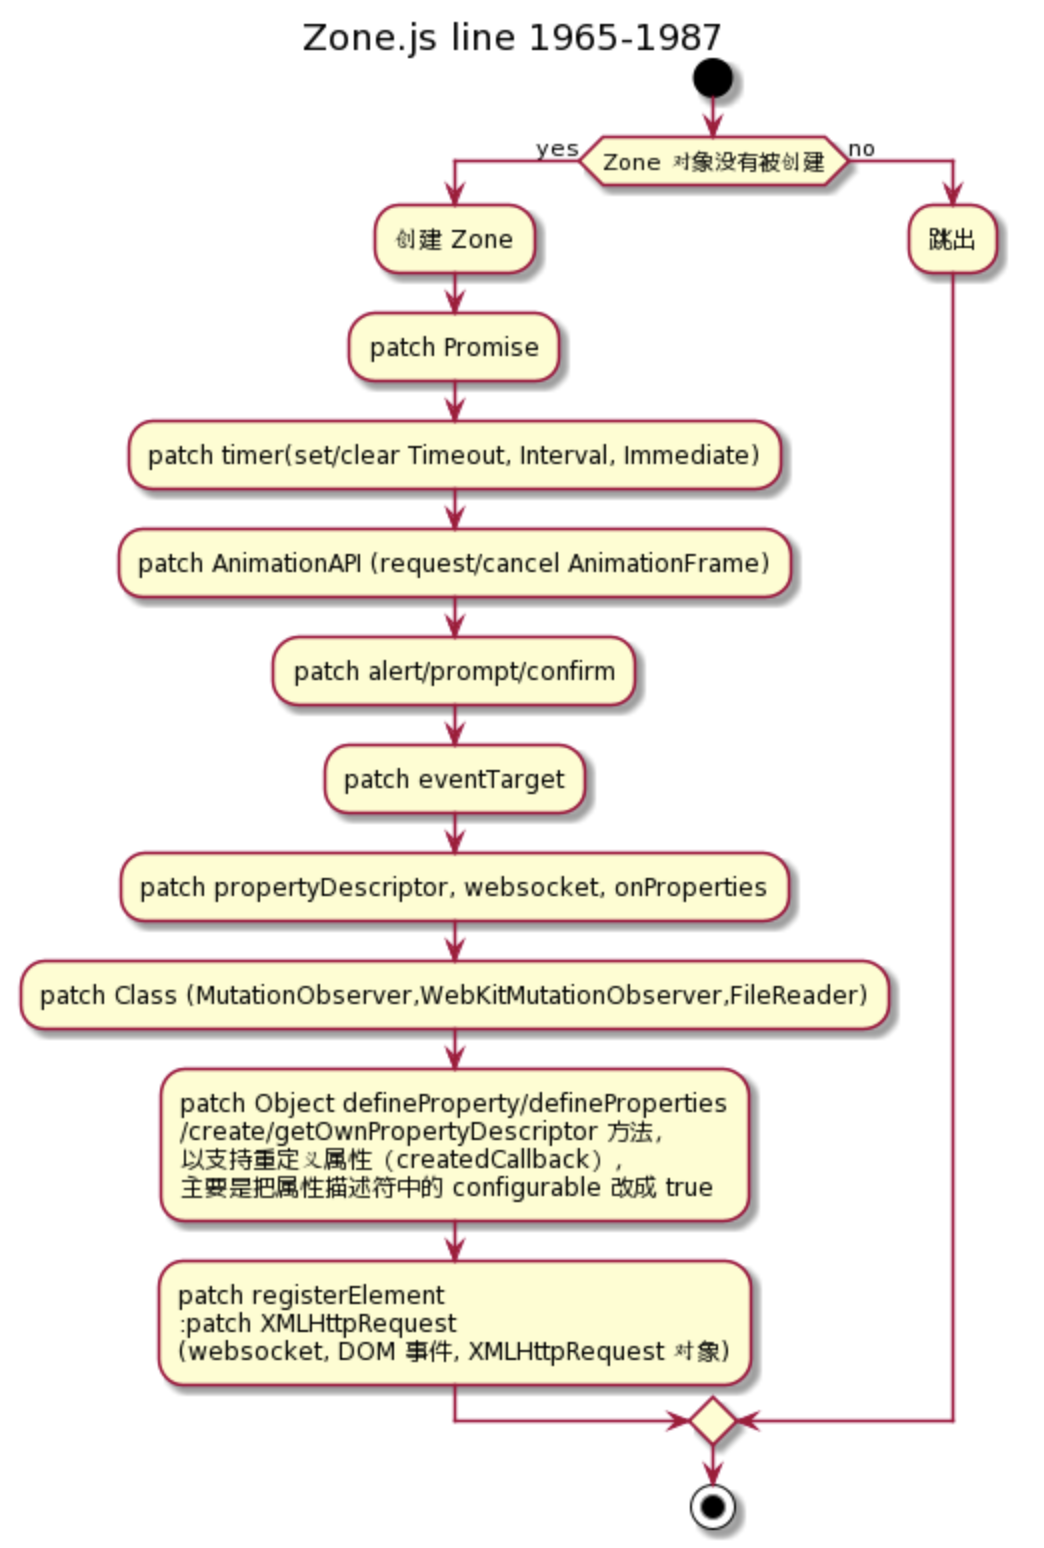 Zone.js line 1965-1987
yes
Zone 对象没有被创建
no
创建 Zone
跳出
patch Promise
patch timer(set/clear Timeout, Interval, Immediate)
patch AnimationAPI (request/cancel AnimationFrame)
patch alert/prompt/confirm
patch eventTarget
patch propertyDescriptor, websocket, onProperties
patch Class (MutationObserver,WebKitMutationObserver,FileReader)
patch Object defineProperty/defineProperties
/create/getOwnPropertyDescriptor 方法,
以支持重定义属性（createdCallback）,
主要是把属性描述符中的 configurable 改成 true
patch registerElement
:patch XMLHttpRequest
(websocket, DOM 事件, XMLHttpRequest 对象)